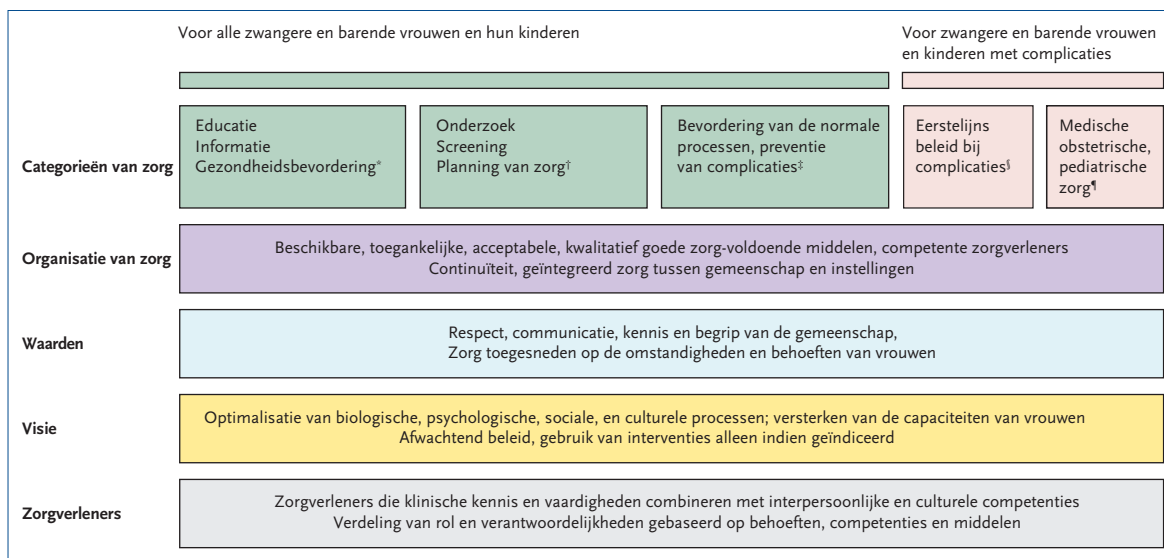 Voor alle zwangere en barende vrouwen en hun kinderen
Voor zwangere en barende vrouwen
en kinderen met complicaties
Categorieën van zorg
Educatie
Informatie
Gezondheidsbevordering*
Onderzoek
Screening
Planning van zorg†
Bevordering van de normale
processen, preventie
van complicaties‡
Eerstelijns
beleid bij
complicaties§
Medische
obstetrische,
pediatrische
zorg¶
Organisatie van zorg
Beschikbare, toegankelijke, acceptabele, kwalitatief goede zorg-voldoende middelen, competente zorgverleners
Continuïteit, geïntegreerd zorg tussen gemeenschap en instellingen
Waarden
Respect, communicatie, kennis en begrip van de gemeenschap,
Zorg toegesneden op de omstandigheden en behoeften van vrouwen
Visie
Optimalisatie van biologische, psychologische, sociale, en culturele processen; versterken van de capaciteiten van vrouwen
Afwachtend beleid, gebruik van interventies alleen indien geïndiceerd
Zorgverleners
Zorgverleners die klinische kennis en vaardigheden combineren met interpersoonlijke en culturele competenties
Verdeling van rol en verantwoordelijkheden gebaseerd op behoeften, competenties en middelen